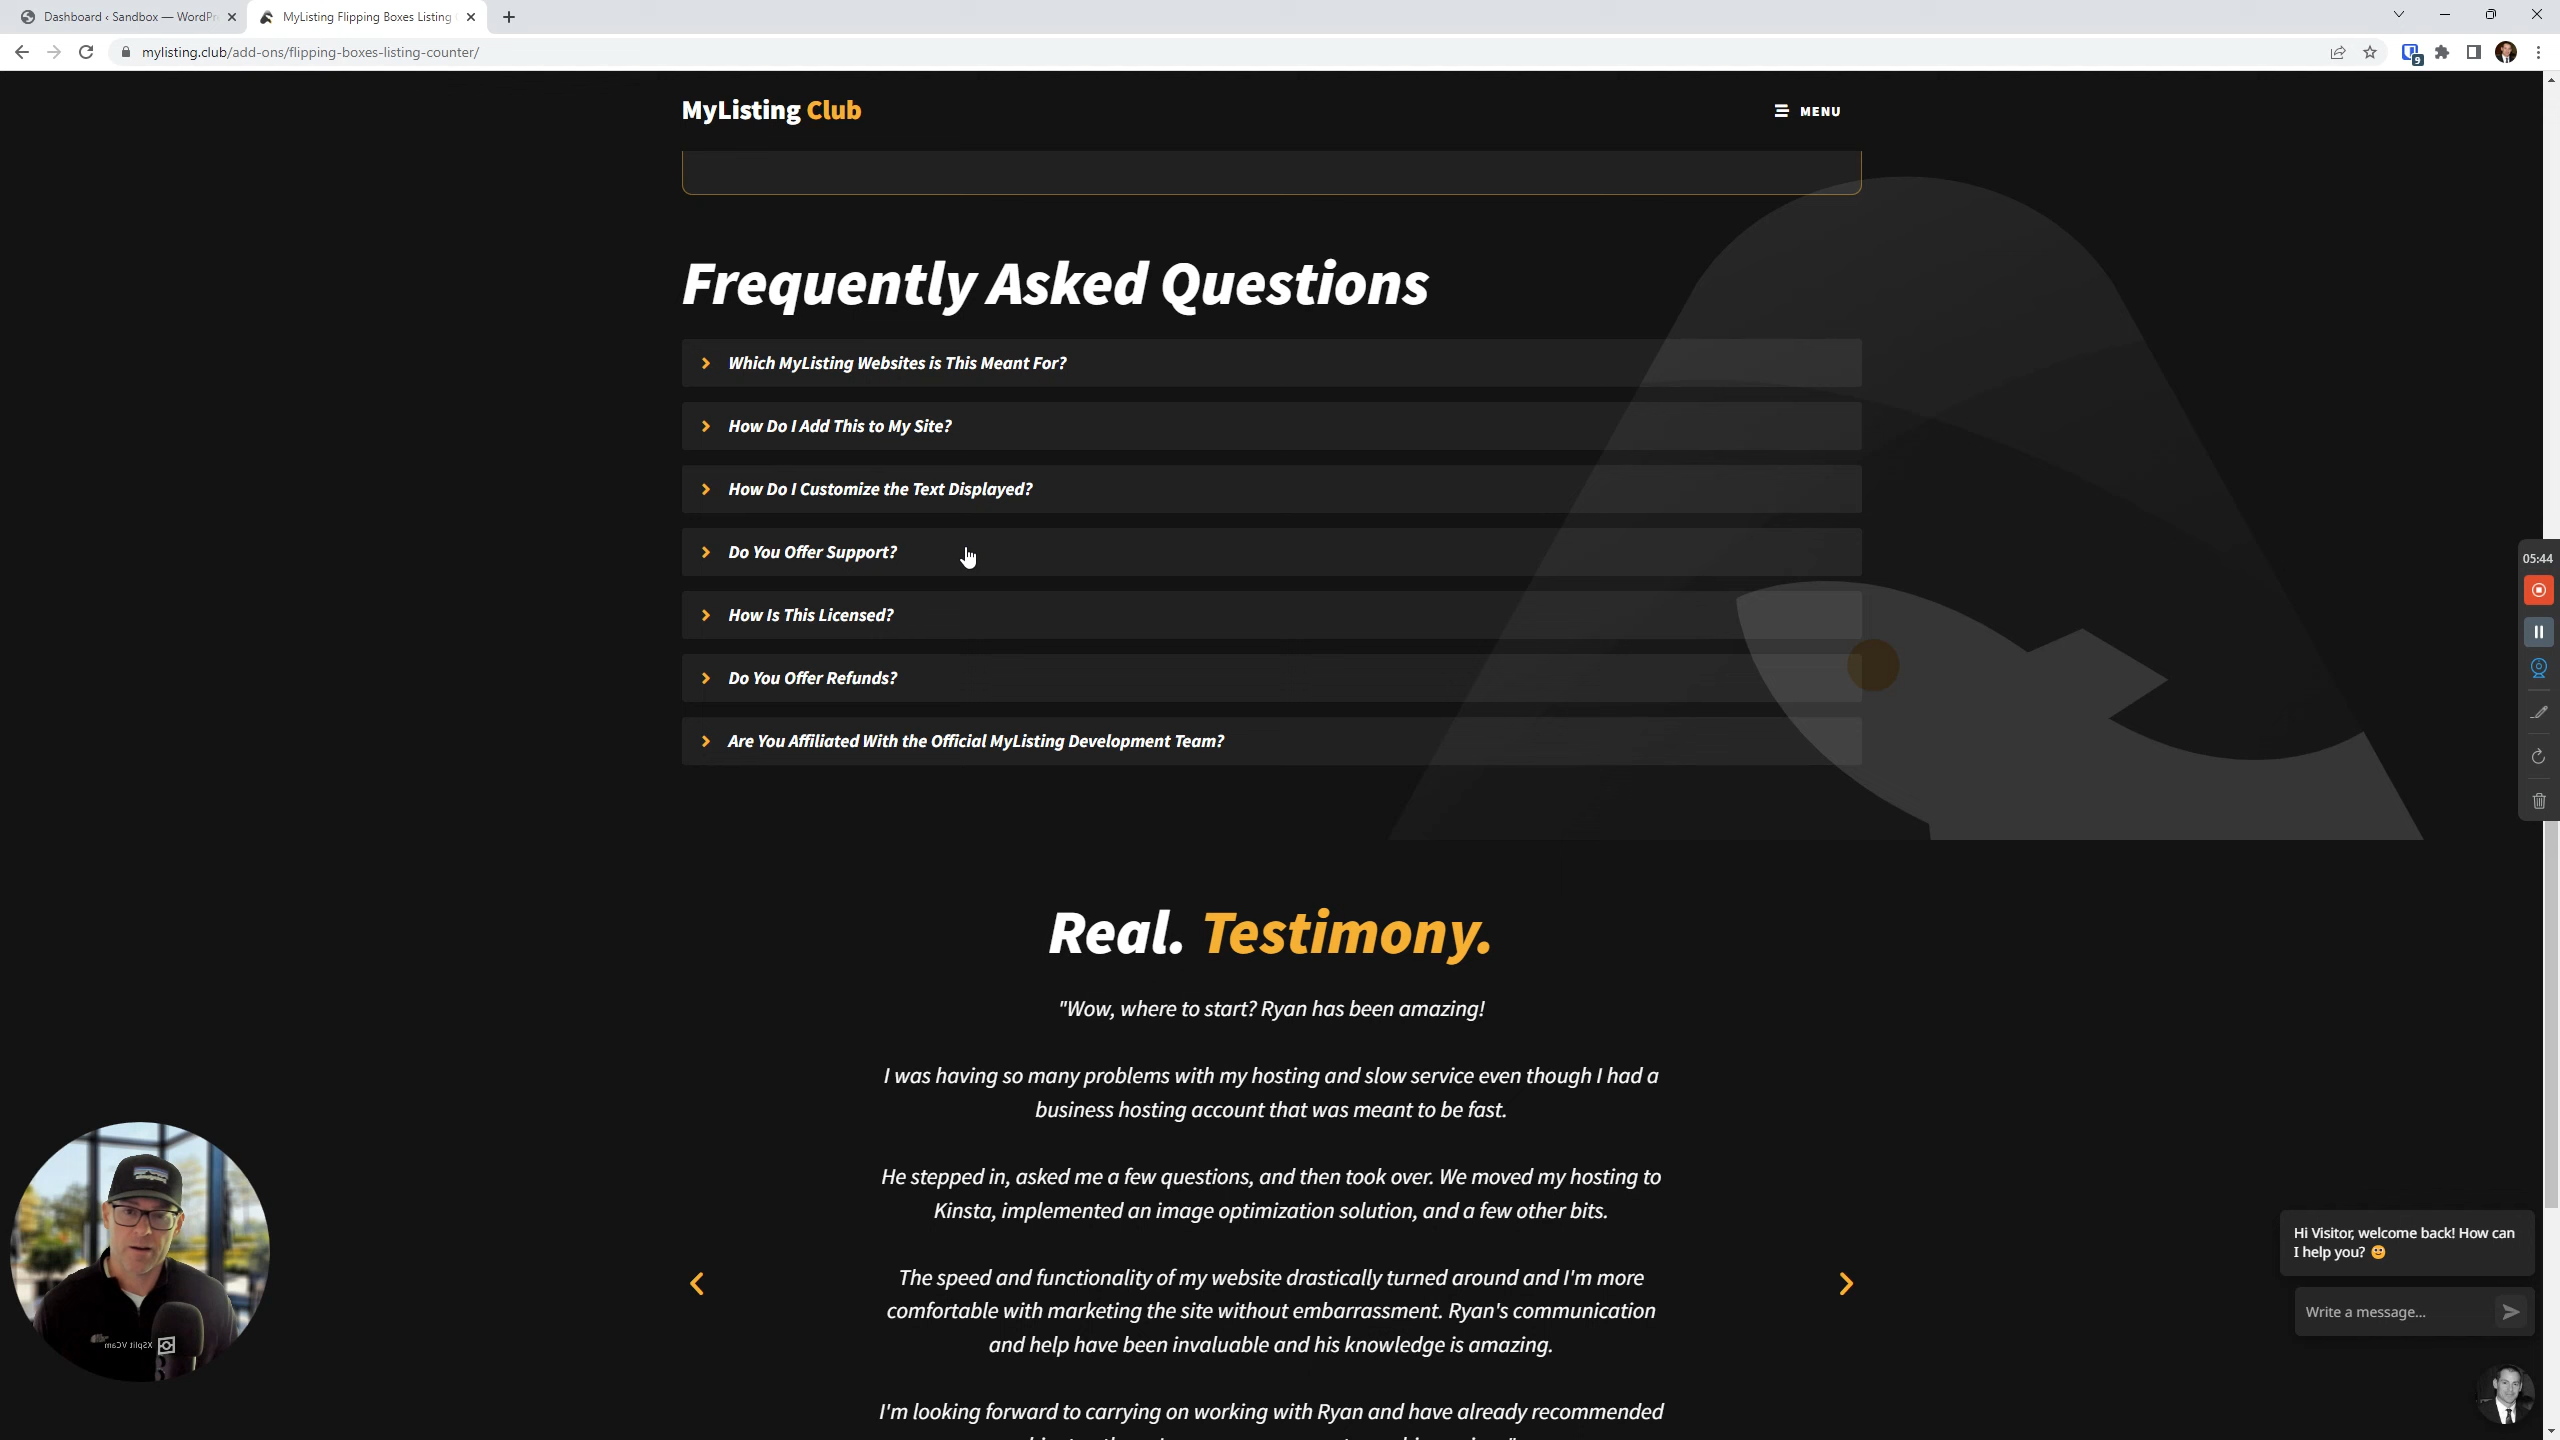 Dashboard ‹ Sandbox — WordPr
MyListing Flipping Boxes Listing
mylisting.club/add-ons/flipping-boxes-listing-counter/
9
MyListing Club
MENU
Frequently Asked Questions
Which MyListing Websites is This Meant For?
How Do I Add This to My Site?
How Do I Customize the Text Displayed?
Do You Offer Support?
How Is This Licensed?
Do You Offer Refunds?
Are You Affiliated With the Official MyListing Development Team?
05:44
Real. Testimony.
"Wow, where to start? Ryan has been amazing!
I was having so many problems with my hosting and slow service even though I had a
business hosting account that was meant to be fast.
He stepped in, asked me a few questions, and then took over. We moved my hosting to
Kinsta, implemented an image optimization solution, and a few other bits.
The speed and functionality of my website drastically turned around and I'm more
comfortable with marketing the site without embarrassment. Ryan's communication
and help have been invaluable and his knowledge is amazing.
I'm looking forward to carrying on working with Ryan and have already recommended
XSplit VCam
Hi Visitor, welcome back! How can
I help you? 🙂
Write a message...